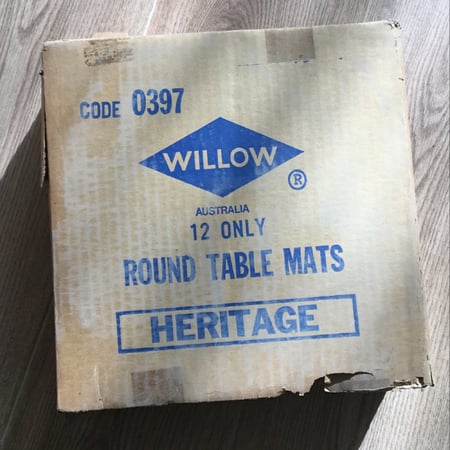 CODE 0397
WILLOW
®
AUSTRALIA
12 ONLY
ROUND TABLE MATS
HERITAGE